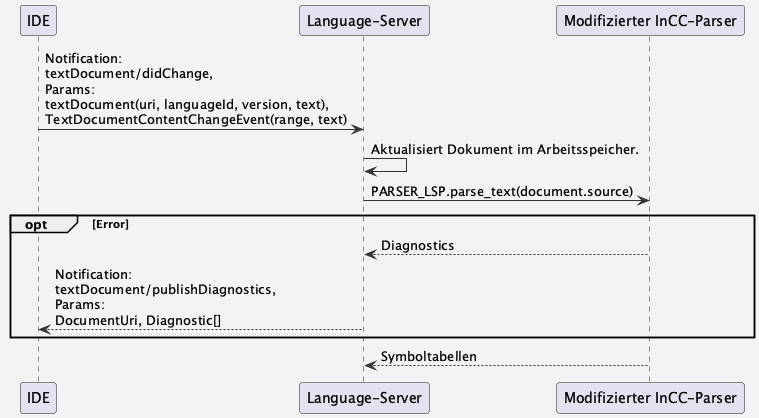 IDE
Language-Server
Modifizierter InCC-Parser
Notification:
textDocument/didChange,
Params:
textDocument(uri, languageId, version, text),
TextDocumentContentChangeEvent(range, text)
Aktualisiert Dokument im Arbeitsspeicher.
PARSER_LSP.parse_text(document.source)
opt
[Error]
Diagnostics
Notification:
textDocument/publishDiagnostics,
Params:
DocumentUri, Diagnostic[]
Symboltabellen
IDE
Language-Server
Modifizierter InCC-Parser